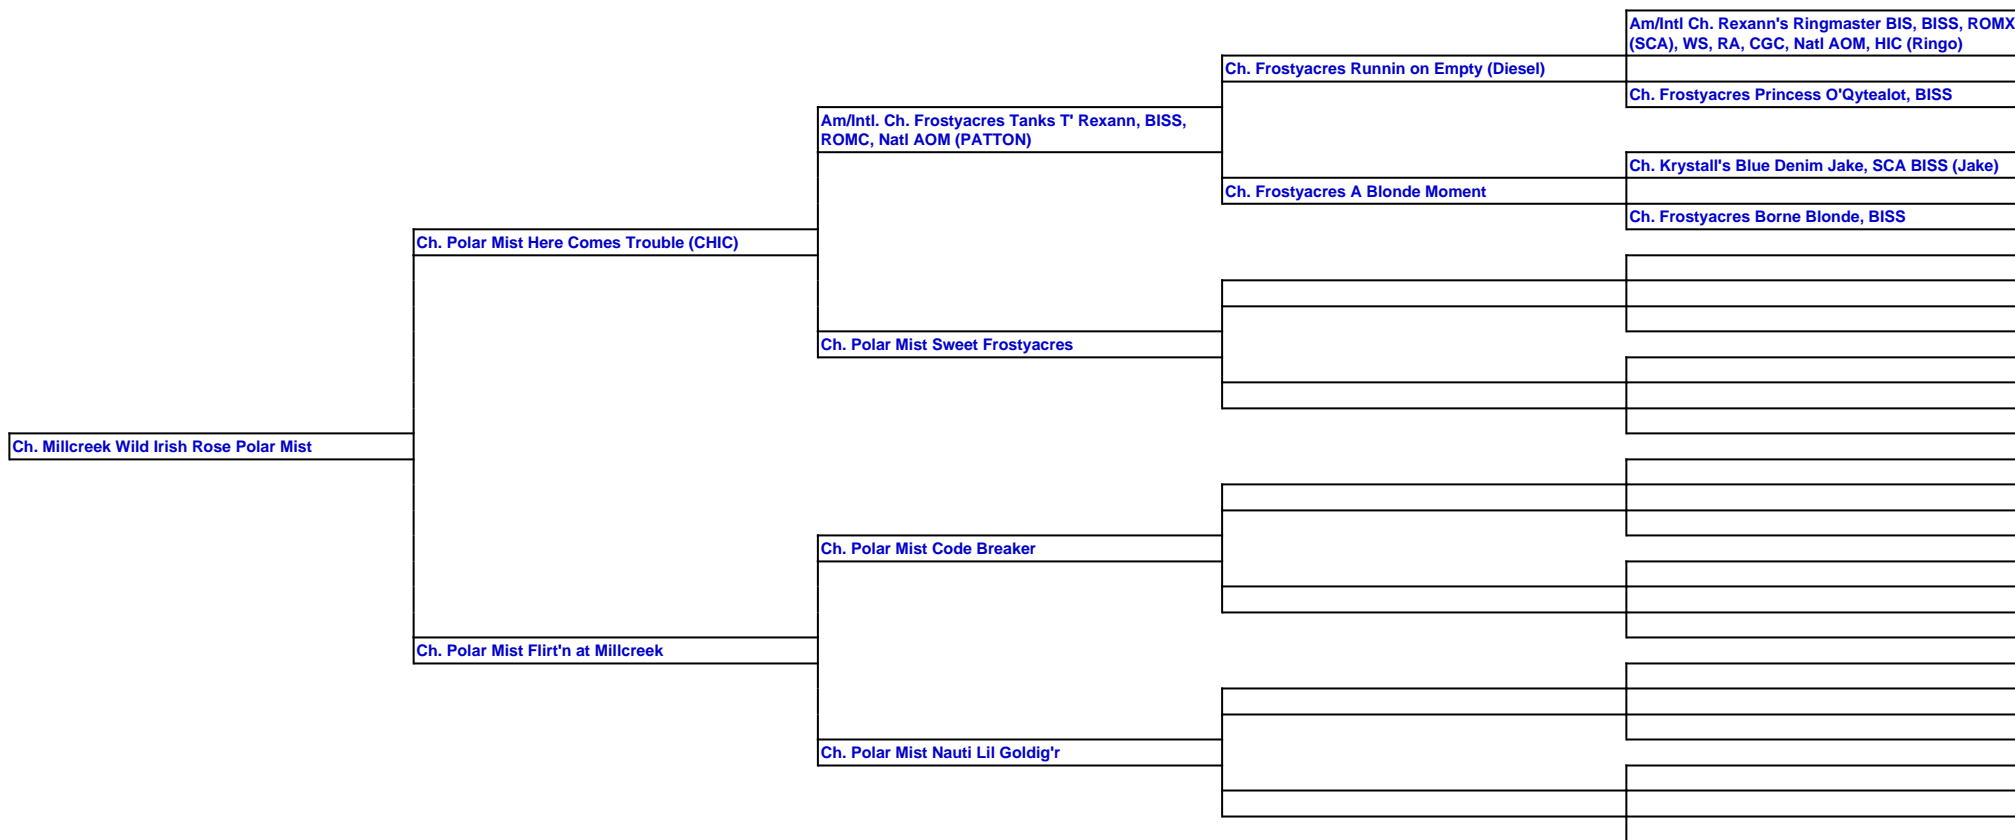 Am/Intl Ch. Rexann's Ringmaster BIS, BISS, ROMX
(SCA), WS, RA, CGC, Natl AOM, HIC (Ringo)
Ch. Frostyacres Runnin on Empty (Diesel)
Ch. Frostyacres Princess O'Qytealot, BISS
Am/Intl. Ch. Frostyacres Tanks T' Rexann, BISS,
ROMC, Natl AOM (PATTON)
Ch. Krystall's Blue Denim Jake, SCA BISS (Jake)
Ch. Frostyacres A Blonde Moment
Ch. Frostyacres Borne Blonde, BISS
Ch. Polar Mist Here Comes Trouble (CHIC)
Ch. Polar Mist Sweet Frostyacres
Ch. Millcreek Wild Irish Rose Polar Mist
Ch. Polar Mist Code Breaker
Ch. Polar Mist Flirt'n at Millcreek
Ch. Polar Mist Nauti Lil Goldig'r